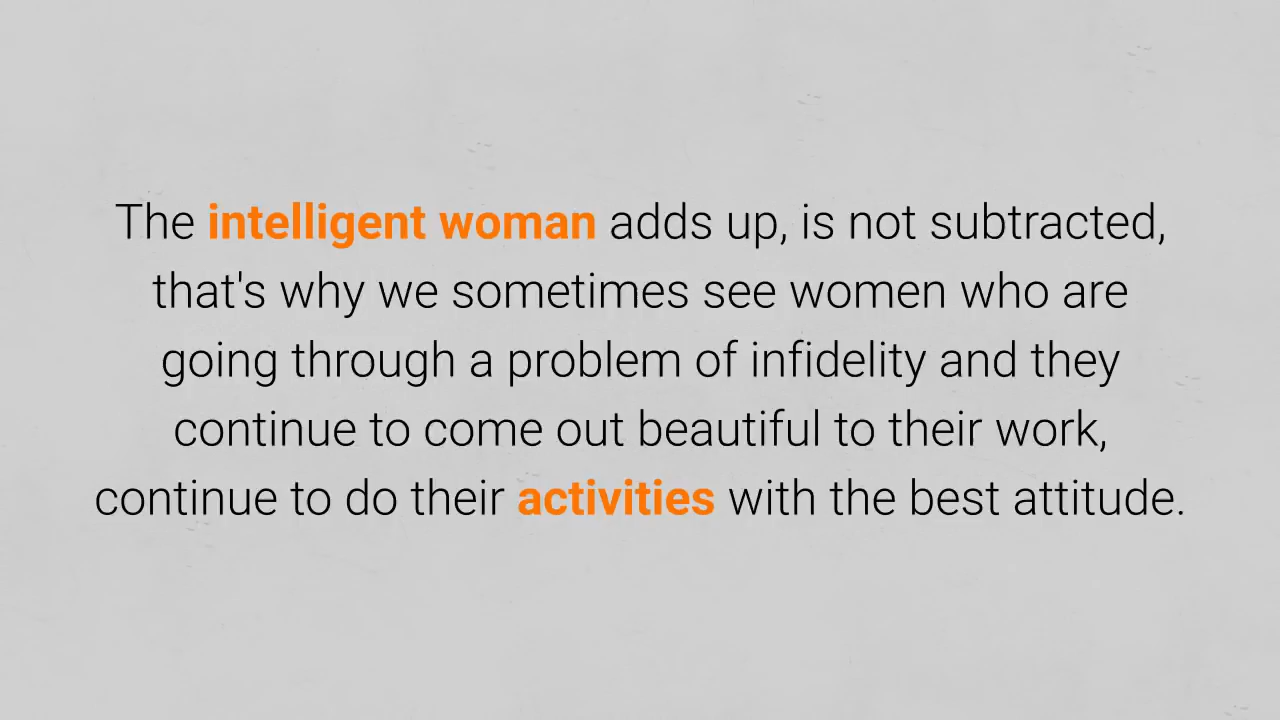 The intelligent woman adds up, is not subtracted,
that's why we sometimes see women who are
going through a problem of infidelity and they
continue to come out beautiful to their work,
continue to do their activities with the best attitude.